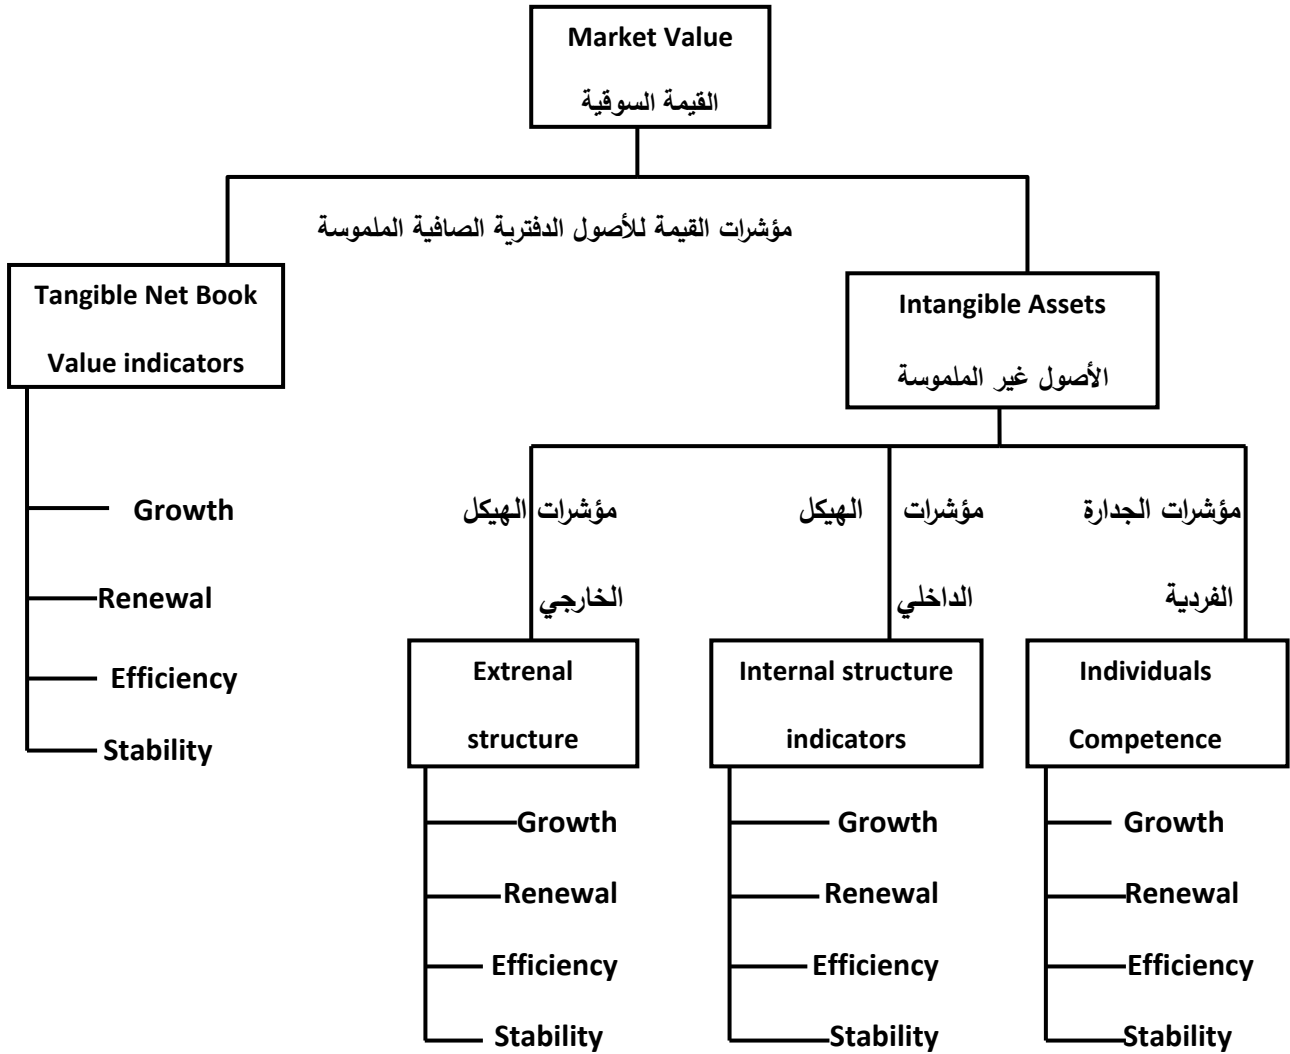 Market Value
القيمة السوقية
مؤشرات القيمة للأصول الدفترية الصافية الملموسة
Tangible Net Book
Value indicators
Intangible Assets
الأصول غير الملموسة
Growth
Renewal
Efficiency
Stability
مؤشرات الهيكل
الخارجي
Extrenal
structure
Growth
Renewal
Efficiency
Stability
مؤشرات الهيكل
الداخلي
Internal structure
indicators
Growth
Renewal
Efficiency
Stability
مؤشرات الجدارة
الفردية
Individuals
Competence
Growth
Renewal
Efficiency
Stability